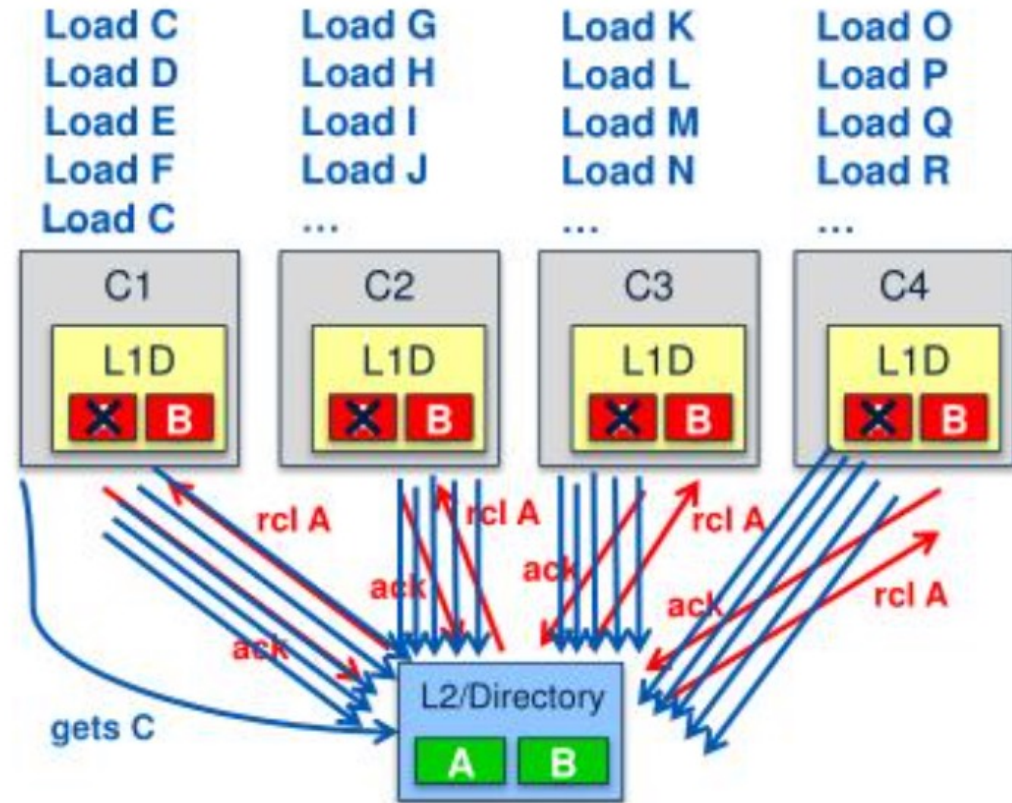 Load C Load G Load K Load O
Load D Load H Load L Load P
Load E Load I Load M Load Q
Load F Load J Load N Load R
Load C ... ... ...
C1 C2 C3 C4
L1D L1D L1D L1D
X B X B X B X B
rcl A rcl A rcl A rcl A
ack ack ack ack
gets C
L2/Directory
A B